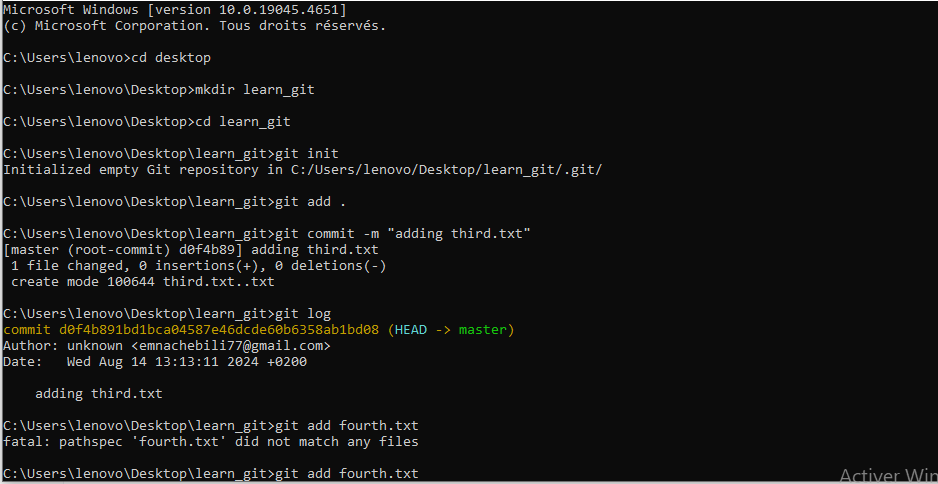 Microsoft Windows [version 10.0.19045.4651]
(c) Microsoft Corporation. Tous droits réservés.
C:\Users\lenovo>cd desktop
C:\Users\lenovo\Desktop>mkdir learn_git
C:\Users\lenovo\Desktop>cd learn_git
C:\Users\lenovo\Desktop\learn_git>git init
Initialized empty Git repository in C:/Users/lenovo/Desktop/learn_git/.git/
C:\Users\lenovo\Desktop\learn_git>git add .
C:\Users\lenovo\Desktop\learn_git>git commit -m "adding third.txt"
[master (root-commit) d0f4b89] adding third.txt
 1 file changed, 0 insertions(+), 0 deletions(-)
 create mode 100644 third.txt..txt
C:\Users\lenovo\Desktop\learn_git>git log
commit d0f4b891bd1bca04587e46dcde60b6358ab1bd08 (HEAD -> master)
Author: unknown <emnachebili77@gmail.com>
Date:   Wed Aug 14 13:13:11 2024 +0200
    adding third.txt
C:\Users\lenovo\Desktop\learn_git>git add fourth.txt
fatal: pathspec 'fourth.txt' did not match any files
C:\Users\lenovo\Desktop\learn_git>git add fourth.txt
Activer Win